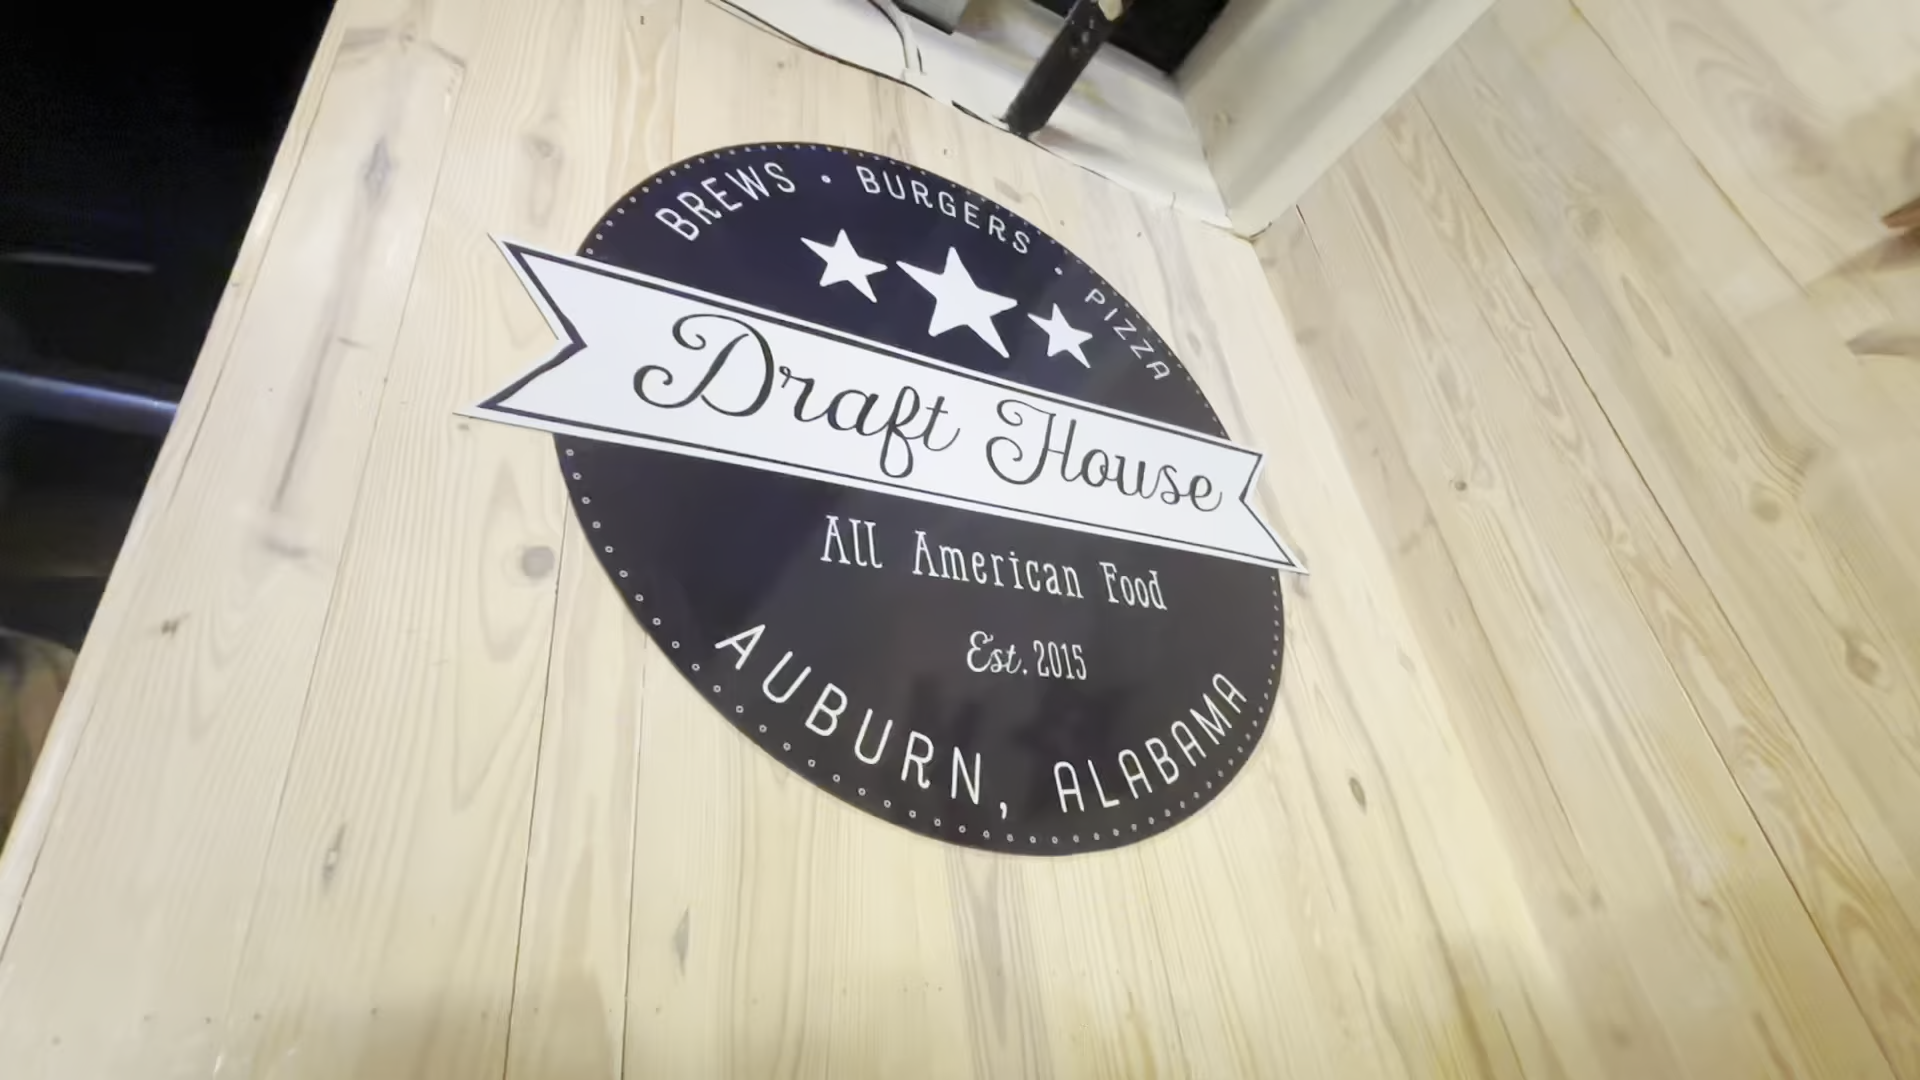 BREWS • BURGERS • PIZZA
Draft House
All American Food
Est. 2015
AUBURN, ALABAMA